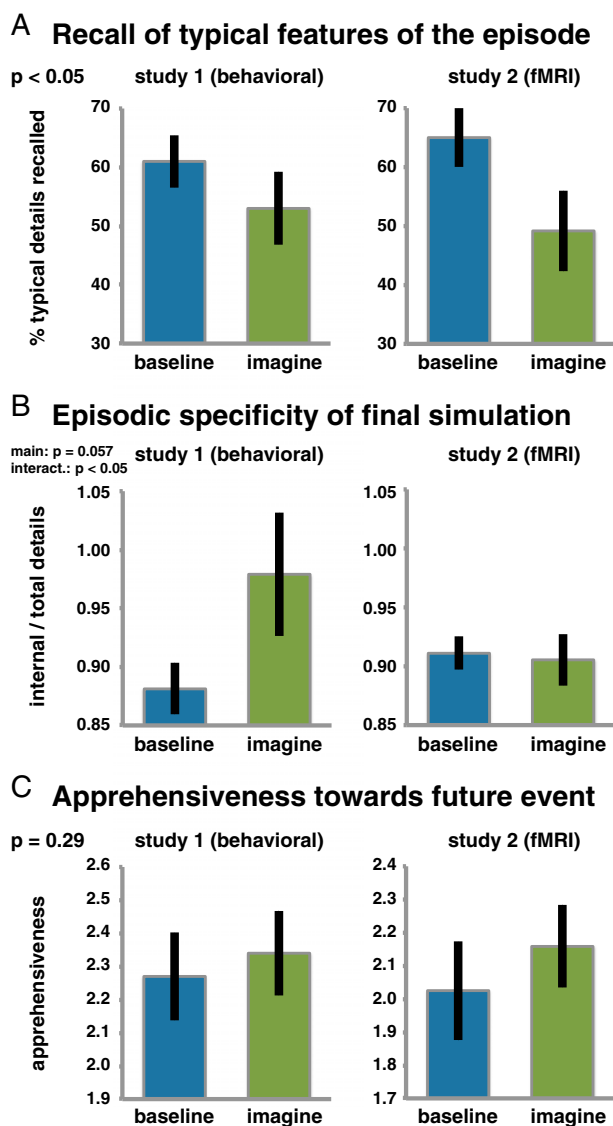 A Recall of typical features of the episode
p < 0.05 study 1 (behavioral) study 2 (fMRI)
% typical details recalled
70
60
50
40
30
baseline imagine
70
60
50
40
30
baseline imagine
B Episodic specificity of final simulation
main: p = 0.057
interact.: p < 0.05
study 1 (behavioral) study 2 (fMRI)
internal / total details
1.05
1.00
0.95
0.90
0.85
baseline imagine
1.05
1.00
0.95
0.90
0.85
baseline imagine
C Apprehensiveness towards future event
p = 0.29 study 1 (behavioral) study 2 (fMRI)
apprehensiveness
2.6
2.5
2.4
2.3
2.2
2.1
2.0
1.9
baseline imagine
2.4
2.3
2.2
2.1
2.0
1.9
1.8
1.7
baseline imagine